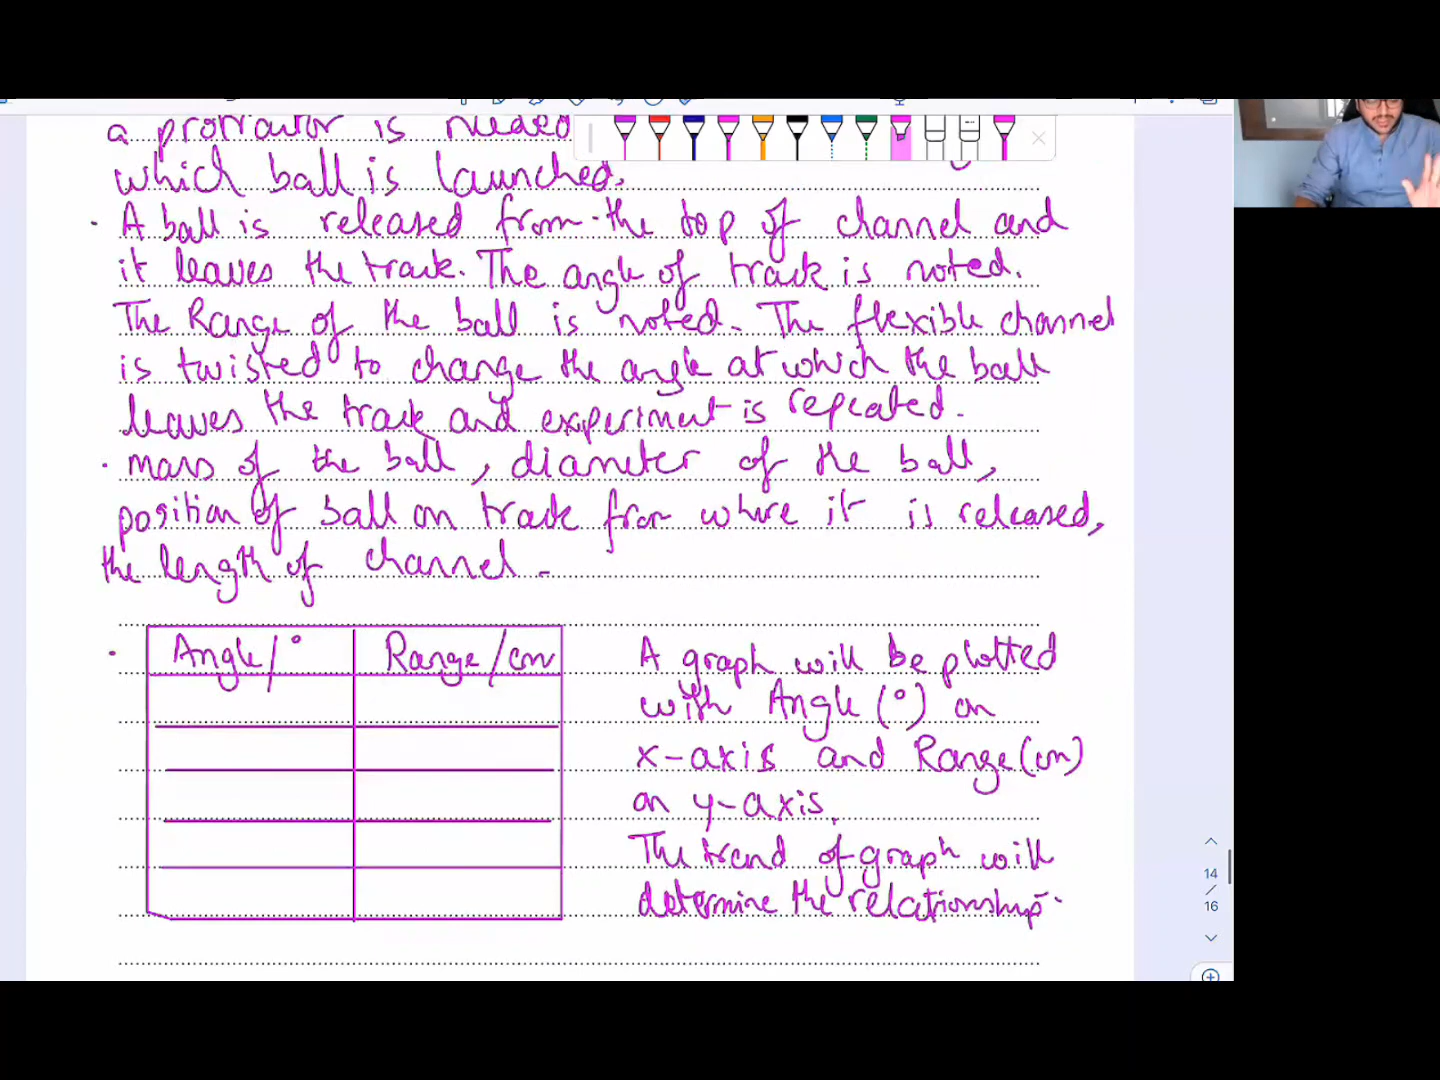 a protractor is needed
which ball is launched.
· A ball is released from the top of channel and
it leaves the track. The angle of track is noted.
The Range of the ball is noted. The flexible channel
is twisted to change the angle at which the ball
leaves the track and experiment is repeated.
· mass of the ball, diameter of the ball,
position of ball on track from where it is released,
the length of channel.
· Angle/° Range/cm
A graph will be plotted
with Angle (°) on
x-axis and Range (cm)
on y-axis.
The trend of graph will
determine the relationship.
14
/
16